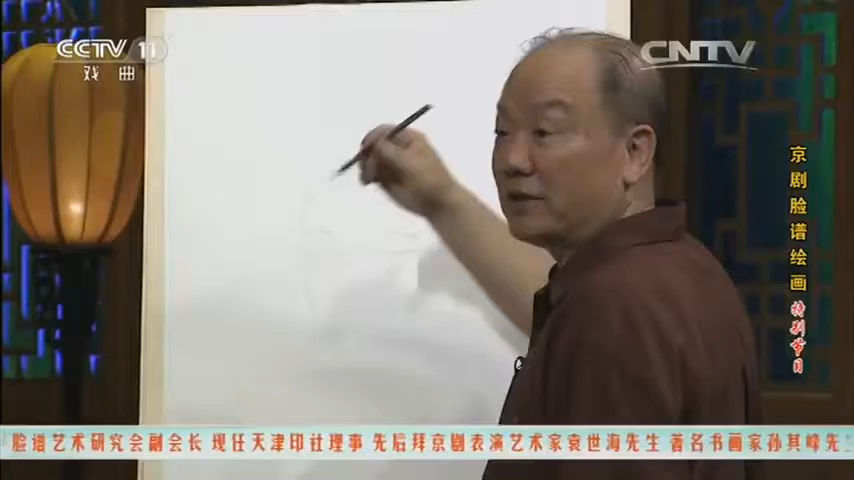 CCTV 11
戏曲
CNTV
京剧脸谱绘画
特别节目
脸谱艺术研究会副会长 现任天津印社理事 先后拜京剧表演艺术家袁世海先生 著名书画家孙其峰先